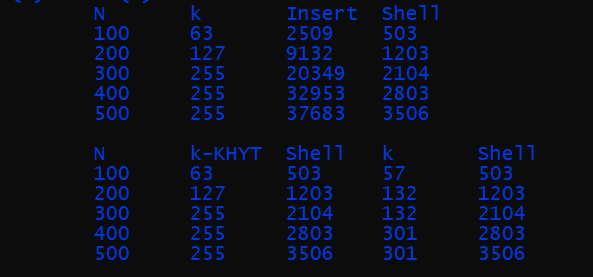 N k Insert Shell
100 63 2509 503
200 127 9132 1203
300 255 20349 2104
400 255 32953 2803
500 255 37683 3506
N k-KHYT Shell k Shell
100 63 503 57 503
200 127 1203 132 1203
300 255 2104 132 2104
400 255 2803 301 2803
500 255 3506 301 3506